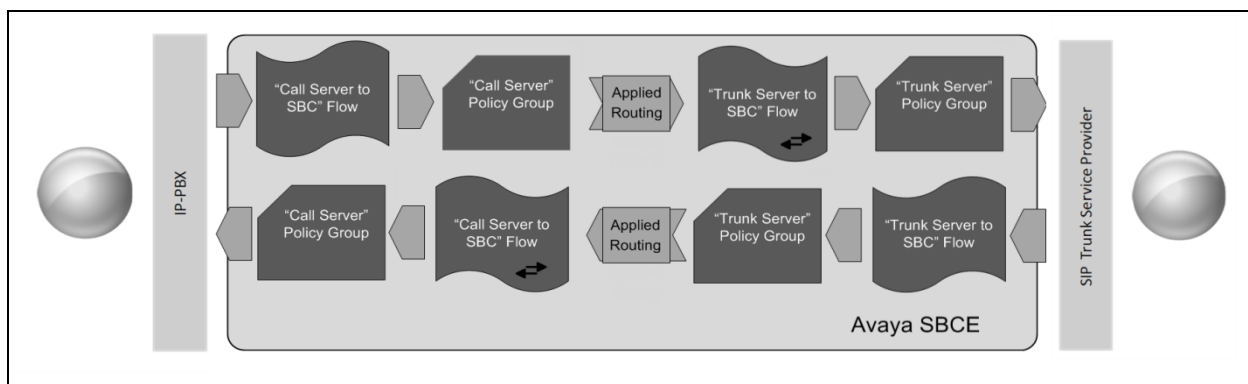 IP-PBX
“Call Server to
SBC” Flow
“Call Server”
Policy Group
Applied
Routing
“Trunk Server to
SBC” Flow
“Trunk Server”
Policy Group
“Call Server”
Policy Group
“Call Server to
SBC” Flow
Applied
Routing
“Trunk Server”
Policy Group
“Trunk Server to
SBC” Flow
Avaya SBCE
SIP Trunk Service Provider